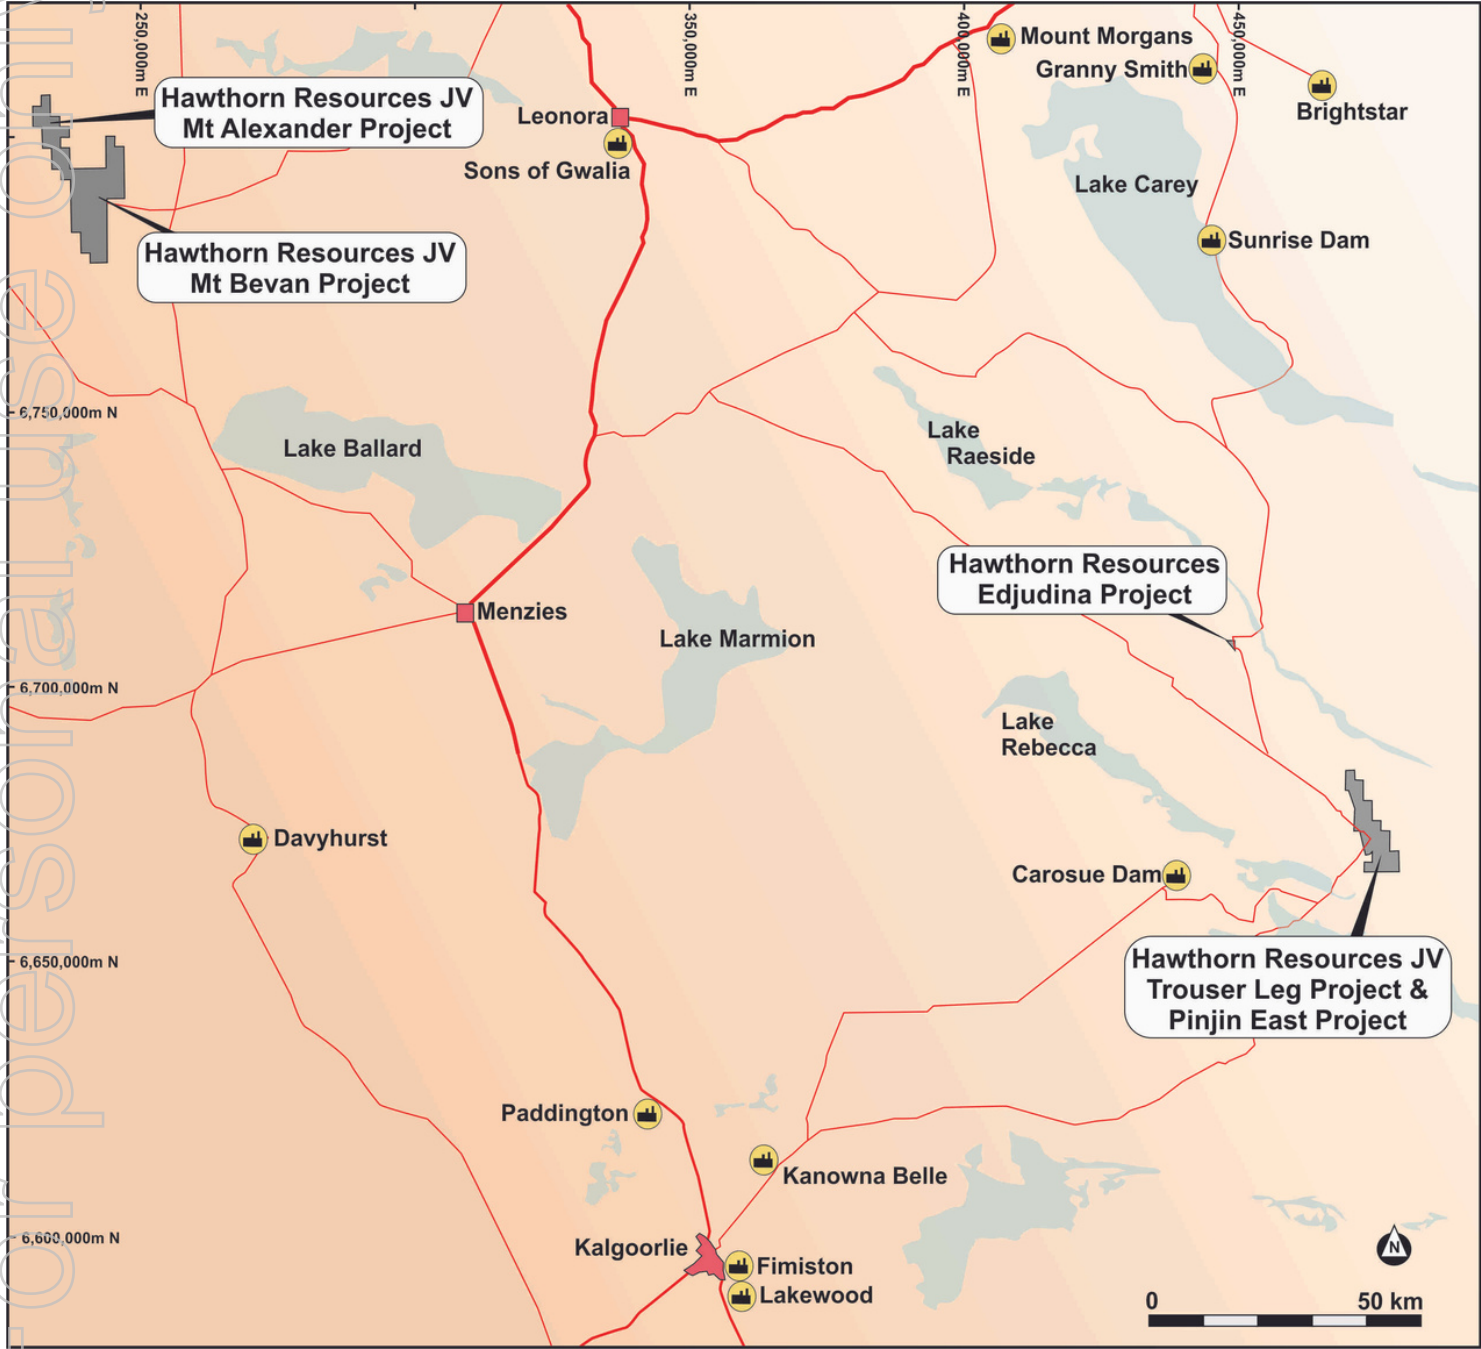 250,000m E
350,000m E
400,000m E
450,000m E
Mount Morgans
Granny Smith
Brightstar
Hawthorn Resources JV
Mt Alexander Project
Leonora
Sons of Gwalia
Lake Carey
Sunrise Dam
Hawthorn Resources JV
Mt Bevan Project
6,750,000m N
Lake Ballard
Lake
Raeside
Hawthorn Resources
Edjudina Project
Menzies
Lake Marmion
6,700,000m N
Lake
Rebecca
Davyhurst
Carosue Dam
6,650,000m N
Hawthorn Resources JV
Trouser Leg Project &
Pinjin East Project
Paddington
Kanowna Belle
6,600,000m N
Kalgoorlie
Fimiston
Lakewood
N
0 50 km
or personal use only